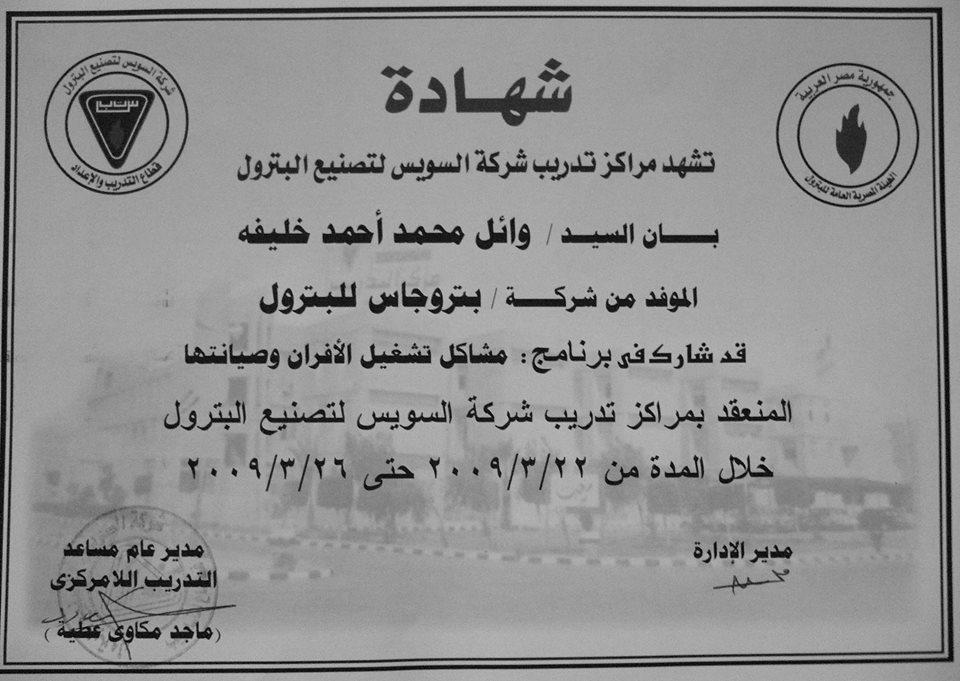 جمهورية مصر العربية
الهيئة المصرية العامة للبترول
شركة السويس لتصنيع البترول
قطاع التدريب والإعداد
شهادة
تشهد مراكز تدريب شركة السويس لتصنيع البترول
بـــــان السيـــد / وائل محمد أحمد خليفه
الموفد من شركـــــة / بتروجاس للبترول
قد شارك فى برنامج : مشاكل تشغيل الأفران وصيانتها
المنعقد بمراكز تدريب شركة السويس لتصنيع البترول
خلال المدة من ٢٠٠٩/٣/٢٢ حتى ٢٠٠٩/٣/٢٦
مدير الإدارة
مدير عام مساعد
التدريب اللامركزى
(ماجد مكاوى عطية)